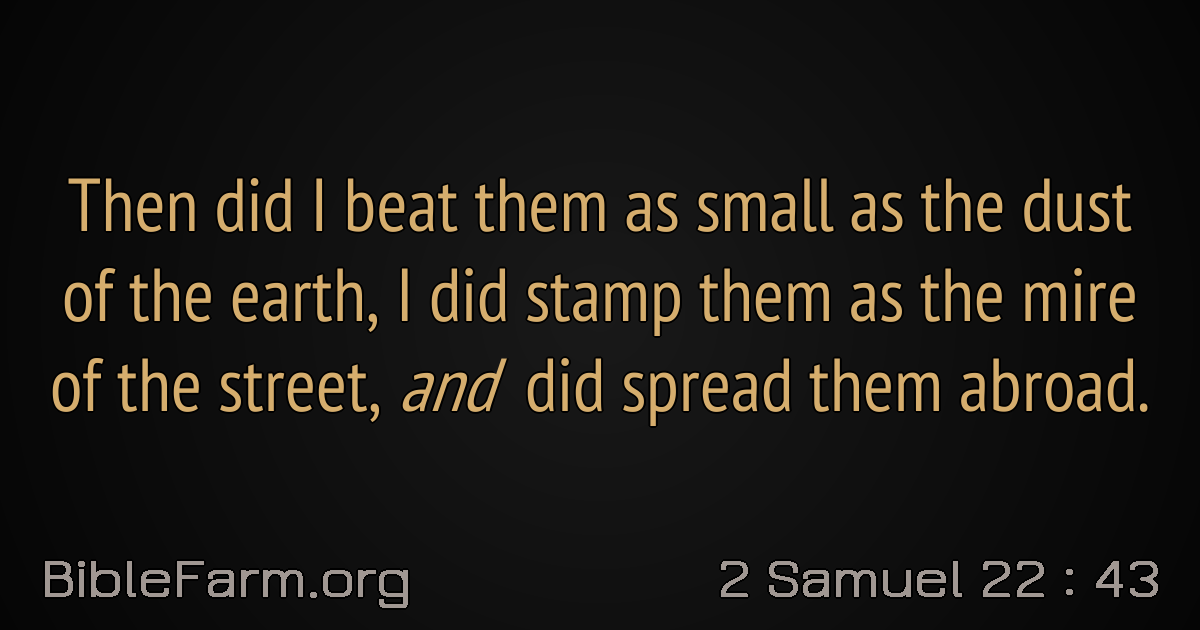 Then did I beat them as small as the dust
of the earth, I did stamp them as the mire
of the street, and did spread them abroad.
BibleFarm.org
2 Samuel 22 : 43